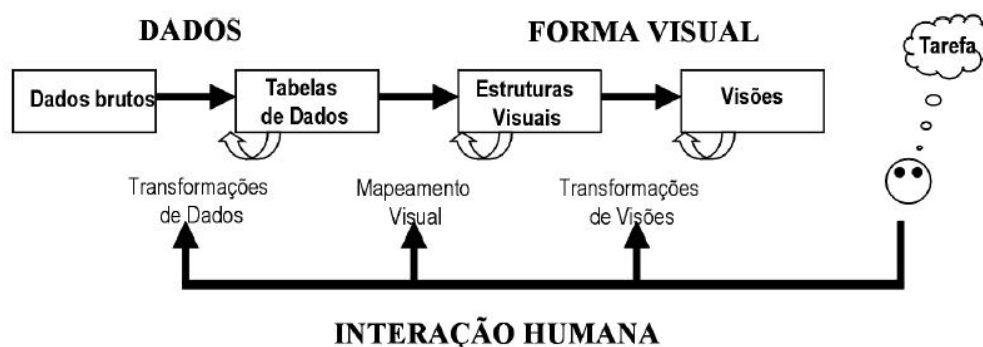 DADOS
FORMA VISUAL
Tarefa
Dados brutos
Tabelas
de Dados
Estruturas
Visuais
Visões
Transformações
de Dados
Mapeamento
Visual
Transformações
de Visões
INTERAÇÃO HUMANA